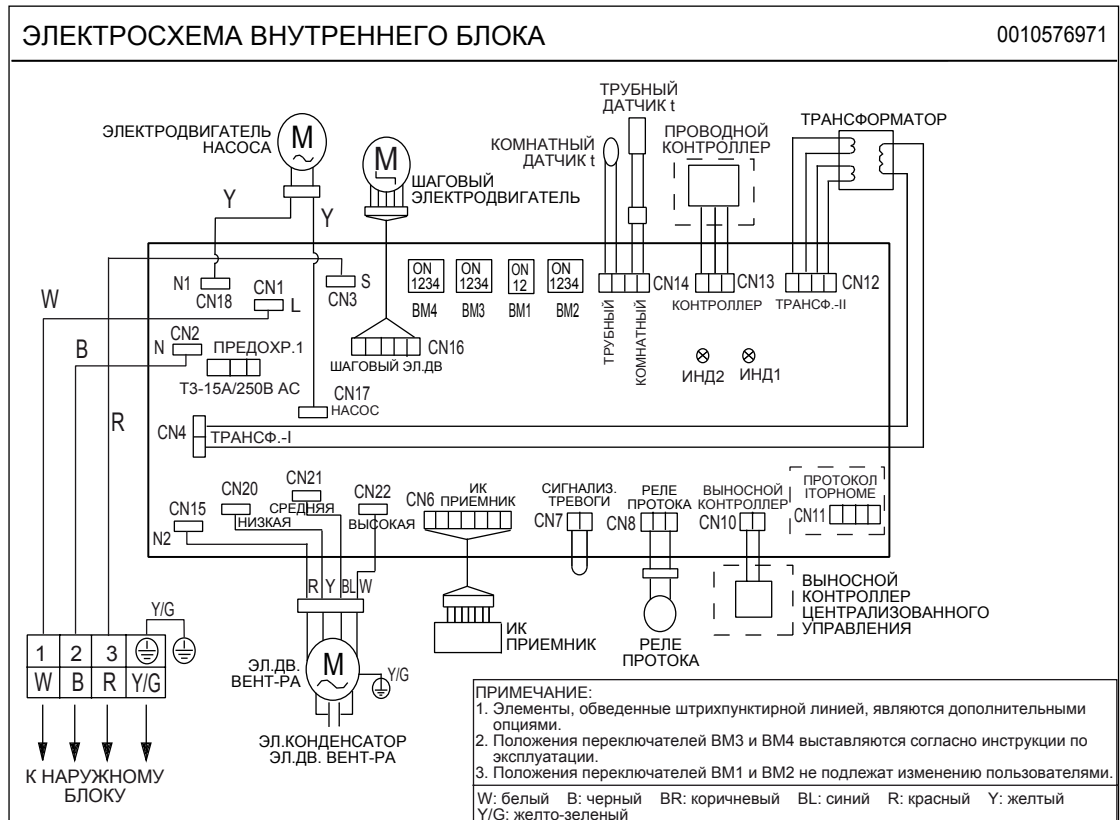 ЭЛЕКТРОСХЕМА ВНУТРЕННЕГО БЛОКА
0010576971
ЭЛЕКТРОДВИГАТЕЛЬ
НАСОСА
M
M
ШАГОВЫЙ
ЭЛЕКТРОДВИГАТЕЛЬ
КОМНАТНЫЙ
ДАТЧИК t
ТРУБНЫЙ
ДАТЧИК t
ПРОВОДНОЙ
КОНТРОЛЛЕР
ТРАНСФОРМАТОР
Y
Y
W
B
R
N1
CN18
CN1
L
S
CN3
ON
1234
BM4
ON
1234
BM3
ON
12
BM1
ON
1234
BM2
CN14
ТРУБНЫЙ
КОМНАТНЫЙ
CN13
КОНТРОЛЛЕР
CN12
ТРАНСФ.-II
CN2
N
ПРЕДОХР.1
T3-15A/250B AC
CN16
ШАГОВЫЙ ЭЛ.ДВ
ИНД2
ИНД1
CN17
НАСОС
CN4
ТРАНСФ.-I
CN15
N2
CN20
НИЗКАЯ
CN21
СРЕДНЯЯ
CN22
ВЫСОКАЯ
CN6
ИК
ПРИЕМНИК
СИГНАЛИЗ.
ТРЕВОГИ
CN7
РЕЛЕ
ПРОТОКА
CN8
ВЫНОСНОЙ
КОНТРОЛЛЕР
CN10
ПРОТОКОЛ
ITOPHOME
CN11
R Y BL W
ЭЛ.ДВ.
ВЕНТ-РА
M
Y/G
ЭЛ.КОНДЕНСАТОР
ЭЛ.ДВ. ВЕНТ-РА
ИК
ПРИЕМНИК
РЕЛЕ
ПРОТОКА
ВЫНОСНОЙ
КОНТРОЛЛЕР
ЦЕНТРАЛИЗОВАННОГО
УПРАВЛЕНИЯ
Y/G
1 2 3
W B R Y/G
К НАРУЖНОМУ
БЛОКУ
ПРИМЕЧАНИЕ:
1. Элементы, обведенные штрихпунктирной линией, являются дополнительными
опциями.
2. Положения переключателей BM3 и BM4 выставляются согласно инструкции по
эксплуатации.
3. Положения переключателей BM1 и BM2 не подлежат изменению пользователями.
W: белый B: черный BR: коричневый BL: синий R: красный Y: желтый
Y/G: желто-зеленый